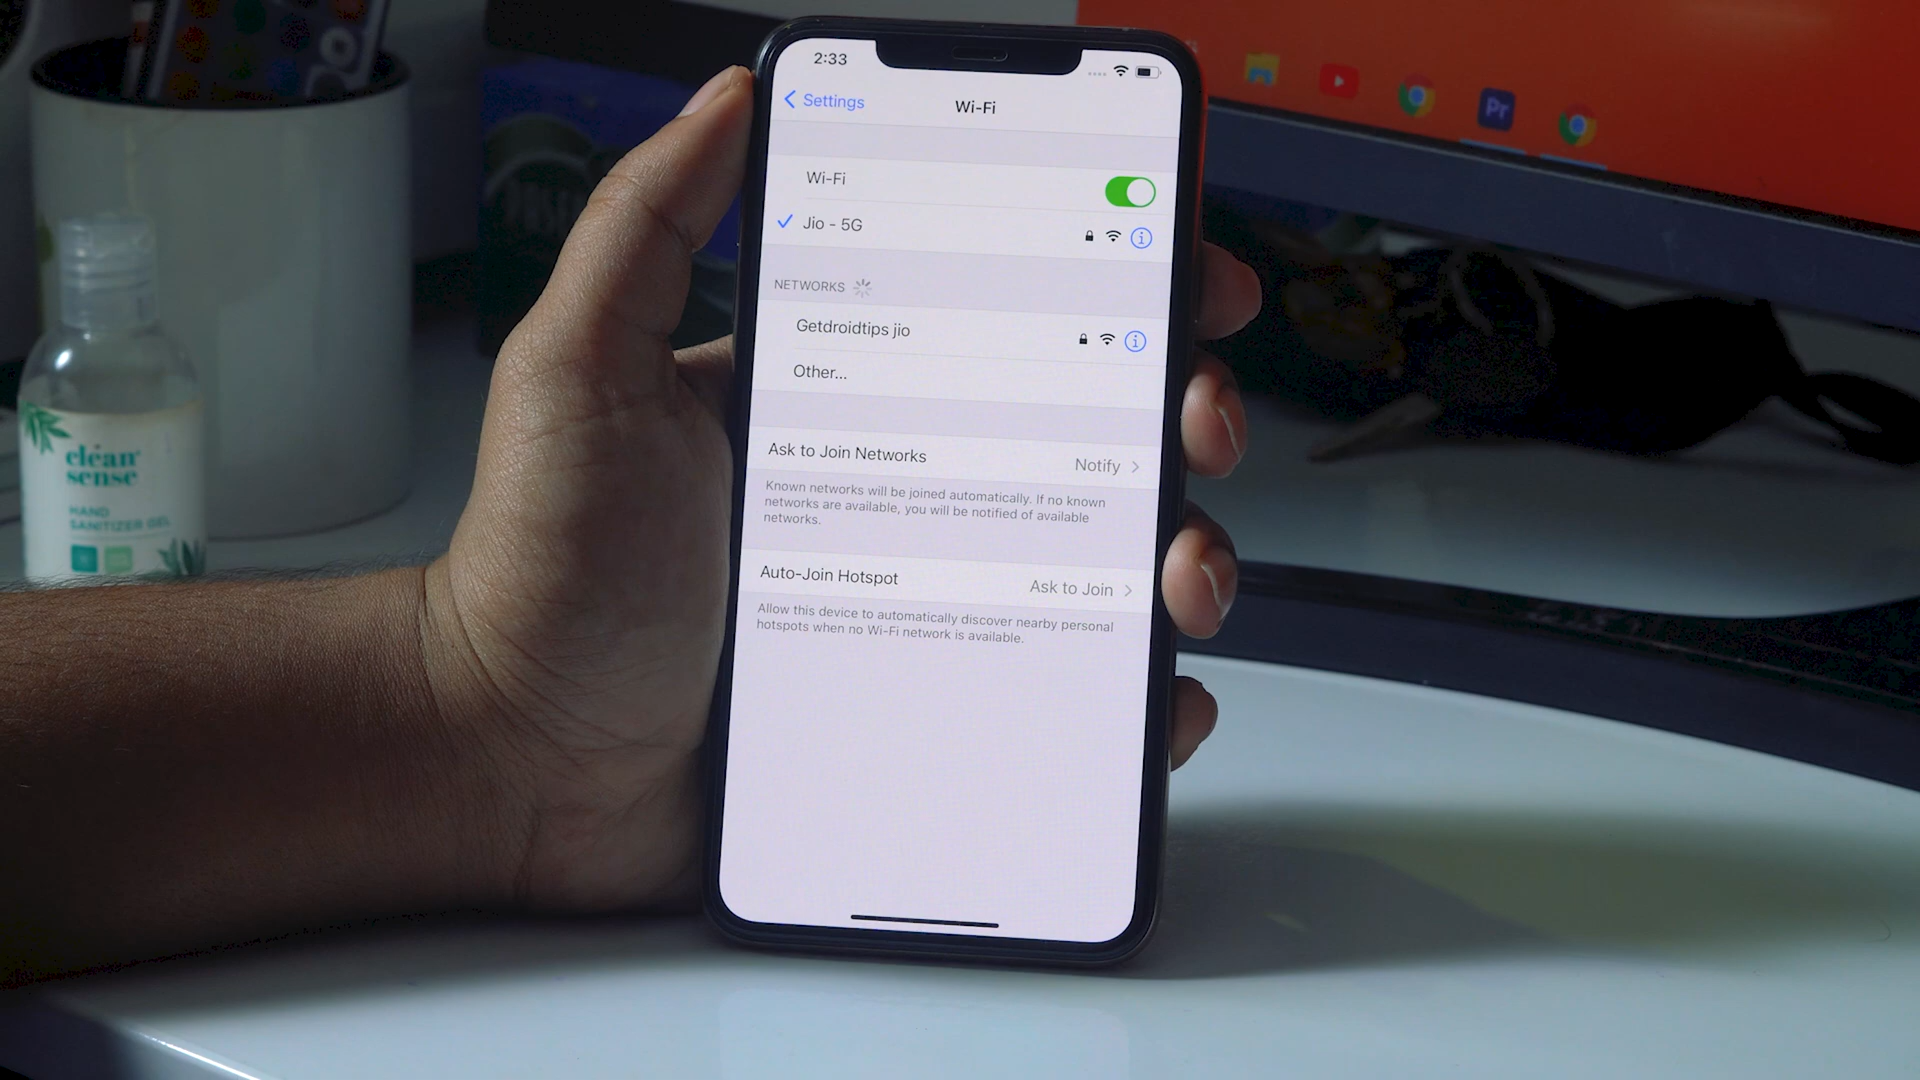 2:33
Settings
Wi-Fi
Wi-Fi
Jio - 5G
NETWORKS
Getdroidtips jio
Other...
Ask to Join Networks
Notify
Known networks will be joined automatically. If no known
networks are available, you will be notified of available
networks.
Auto-Join Hotspot
Ask to Join
Allow this device to automatically discover nearby personal
hotspots when no Wi-Fi network is available.
clean
sense
HAND
SANITIZER GEL
Pr